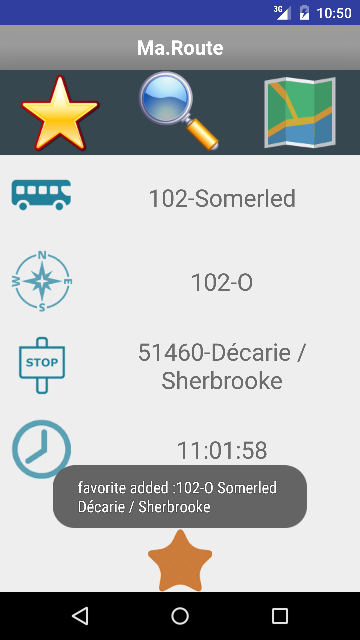 3G 10:50
Ma.Route
102-Somerled
N
W E
S
102-O
STOP
51460-Décarie /
Sherbrooke
11:01:58
favorite added :102-O Somerled
Décarie / Sherbrooke